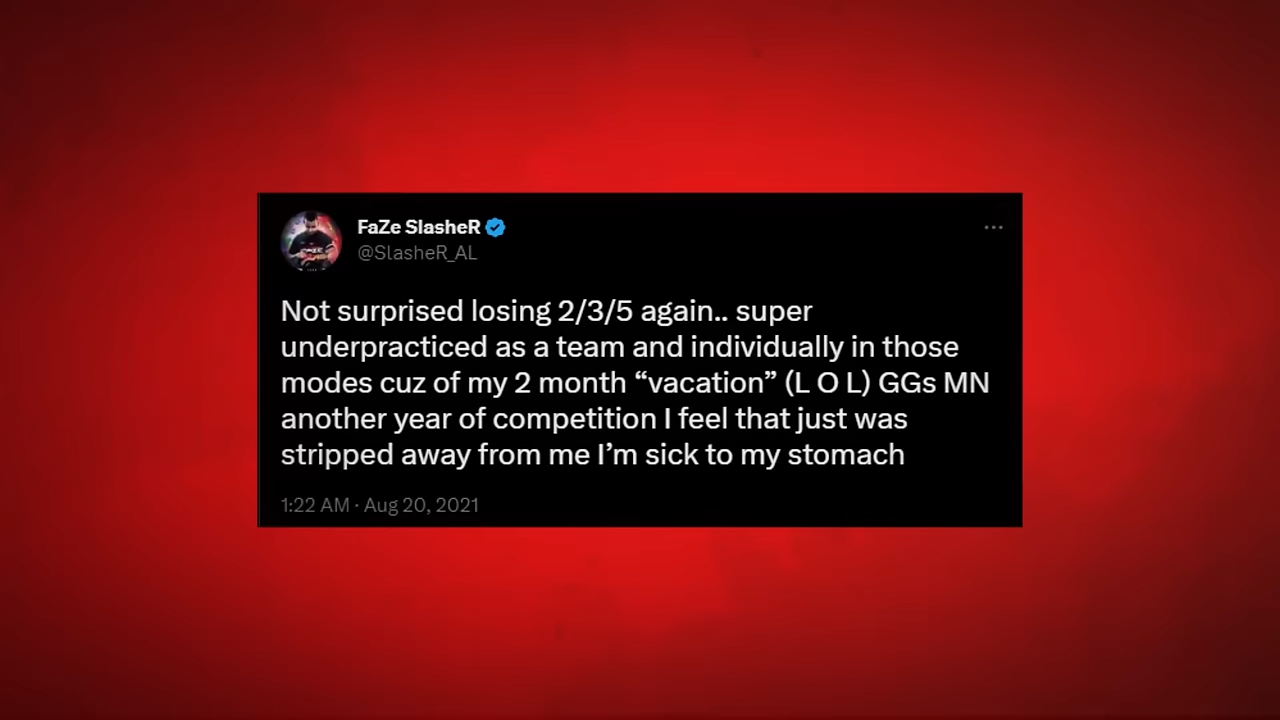 FaZe SlasheR
@SlasheR_AL
Not surprised losing 2/3/5 again.. super
underpracticed as a team and individually in those
modes cuz of my 2 month “vacation” (L O L) GGs MN
another year of competition I feel that just was
stripped away from me I’m sick to my stomach
1:22 AM · Aug 20, 2021